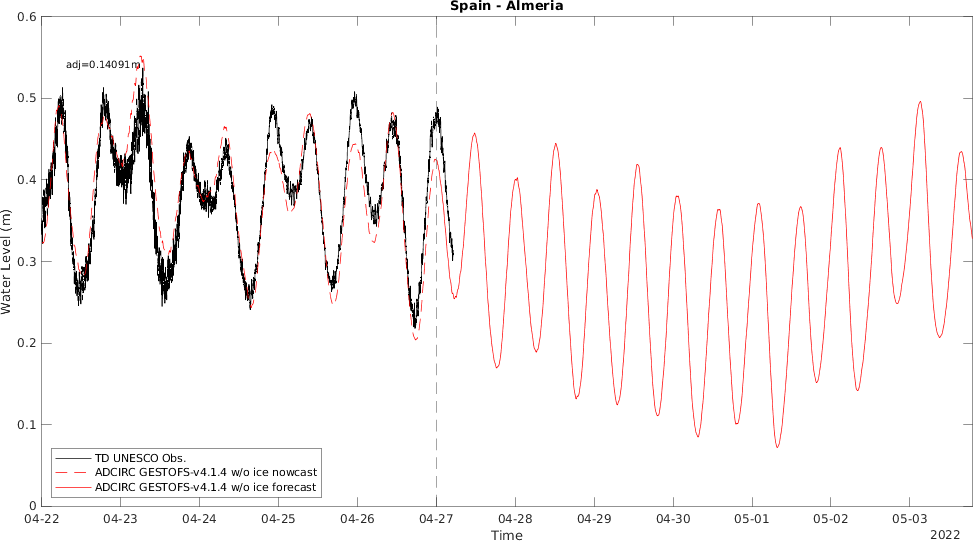 Spain - Almeria
adj=0.14091m
Water Level (m)
0.6
0.5
0.4
0.3
0.2
0.1
0
TD UNESCO Obs.
ADCIRC GESTOFS-v4.1.4 w/o ice nowcast
ADCIRC GESTOFS-v4.1.4 w/o ice forecast
04-22 04-23 04-24 04-25 04-26 04-27 04-28 04-29 04-30 05-01 05-02 05-03
Time
2022